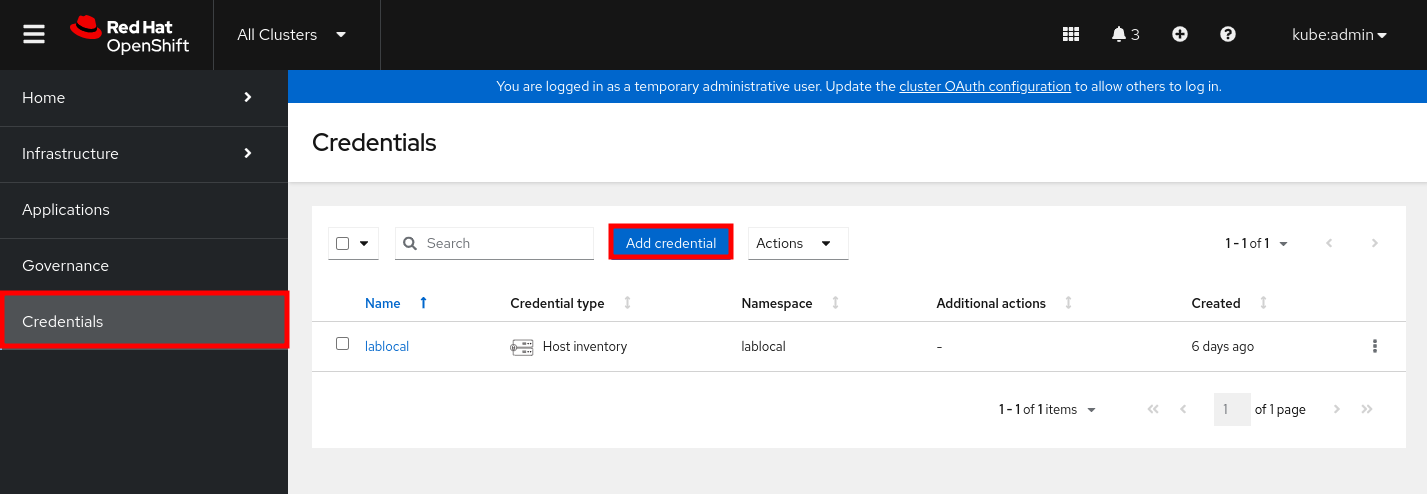 Red Hat
OpenShift
All Clusters
3
kube:admin
Home
Infrastructure
Applications
Governance
Credentials
You are logged in as a temporary administrative user. Update the cluster OAuth configuration to allow others to log in.
Credentials
Search
Add credential
Actions
1 - 1 of 1
Name Credential type Namespace Additional actions Created
lablocal Host inventory lablocal - 6 days ago
1 - 1 of 1 items
1 of 1 page